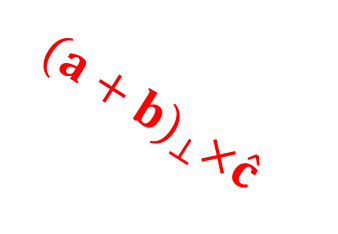 (𝐚 + 𝐛)⊥ × 𝐜̂